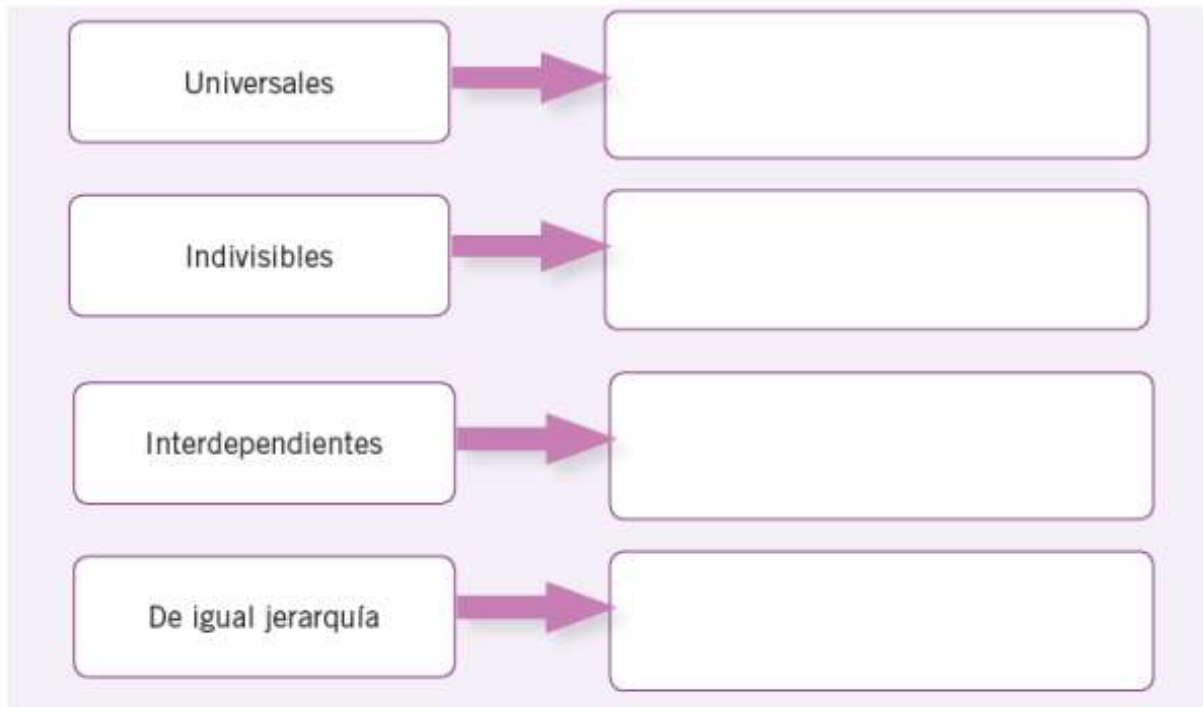 Universales
Indivisibles
Interdependientes
De igual jerarquía